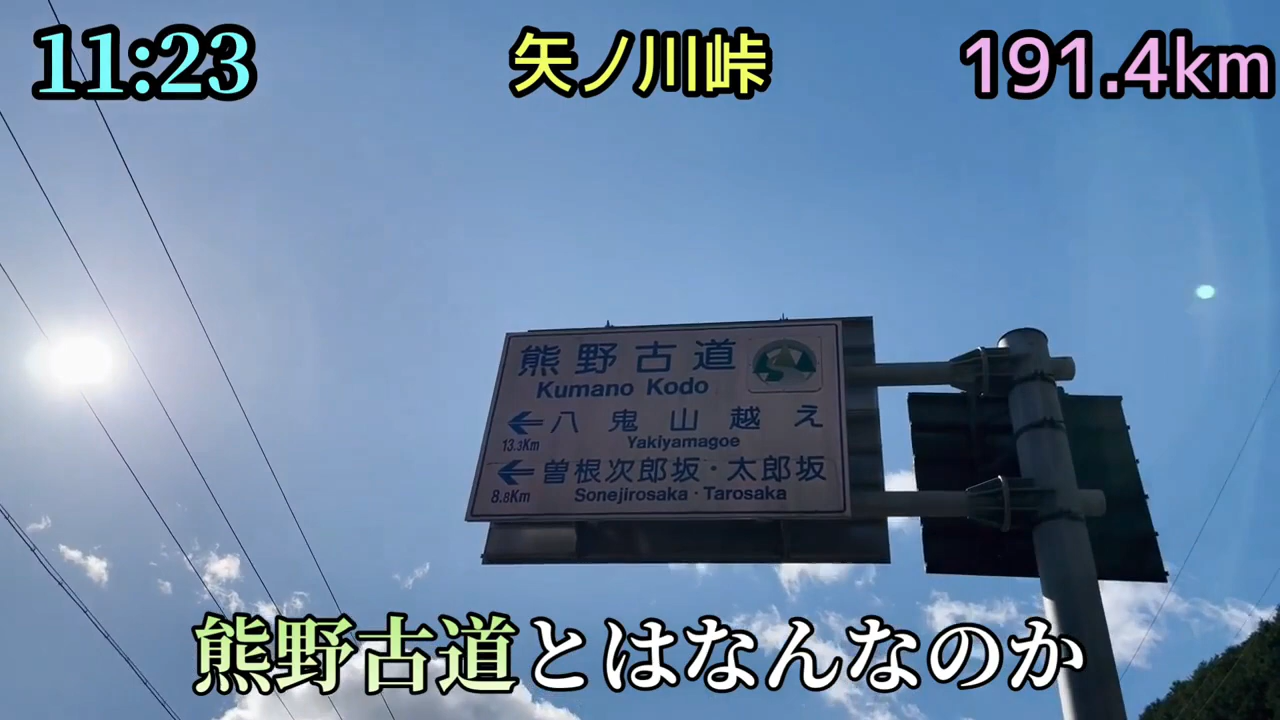 11:23 矢ノ川峠 191.4km
熊野古道
Kumano Kodo
←八鬼山越え
13.3Km Yakiyamagoe
←曽根次郎坂・太郎坂
8.8Km Sonejirosaka・Tarosaka
熊野古道とはなんなのか